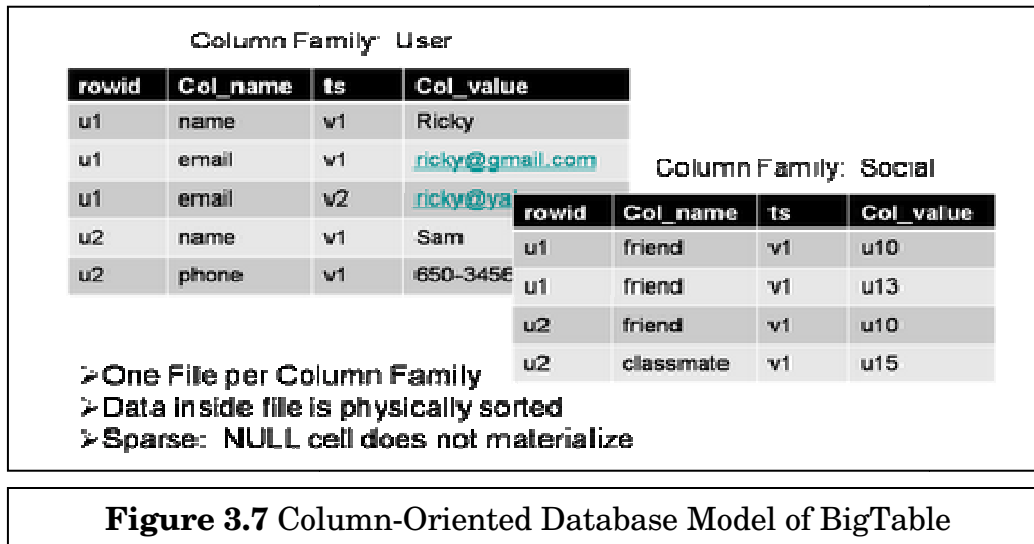 Column Family: User
rowid Col_name ts Col_value
u1 name v1 Ricky
u1 email v1 ricky@gmail.com
u1 email v2
u2 name v1 Sam
u2 phone v1 650-3456
Column Family: Social
rowid Col_name ts Col_value
u1 friend v1 u10
u1 friend v1 u13
u2 friend v1 u10
u2 classmate v1 u15
➢One File per Column Family
➢Data inside file is physically sorted
➢Sparse: NULL cell does not materialize
Figure 3.7 Column-Oriented Database Model of BigTable